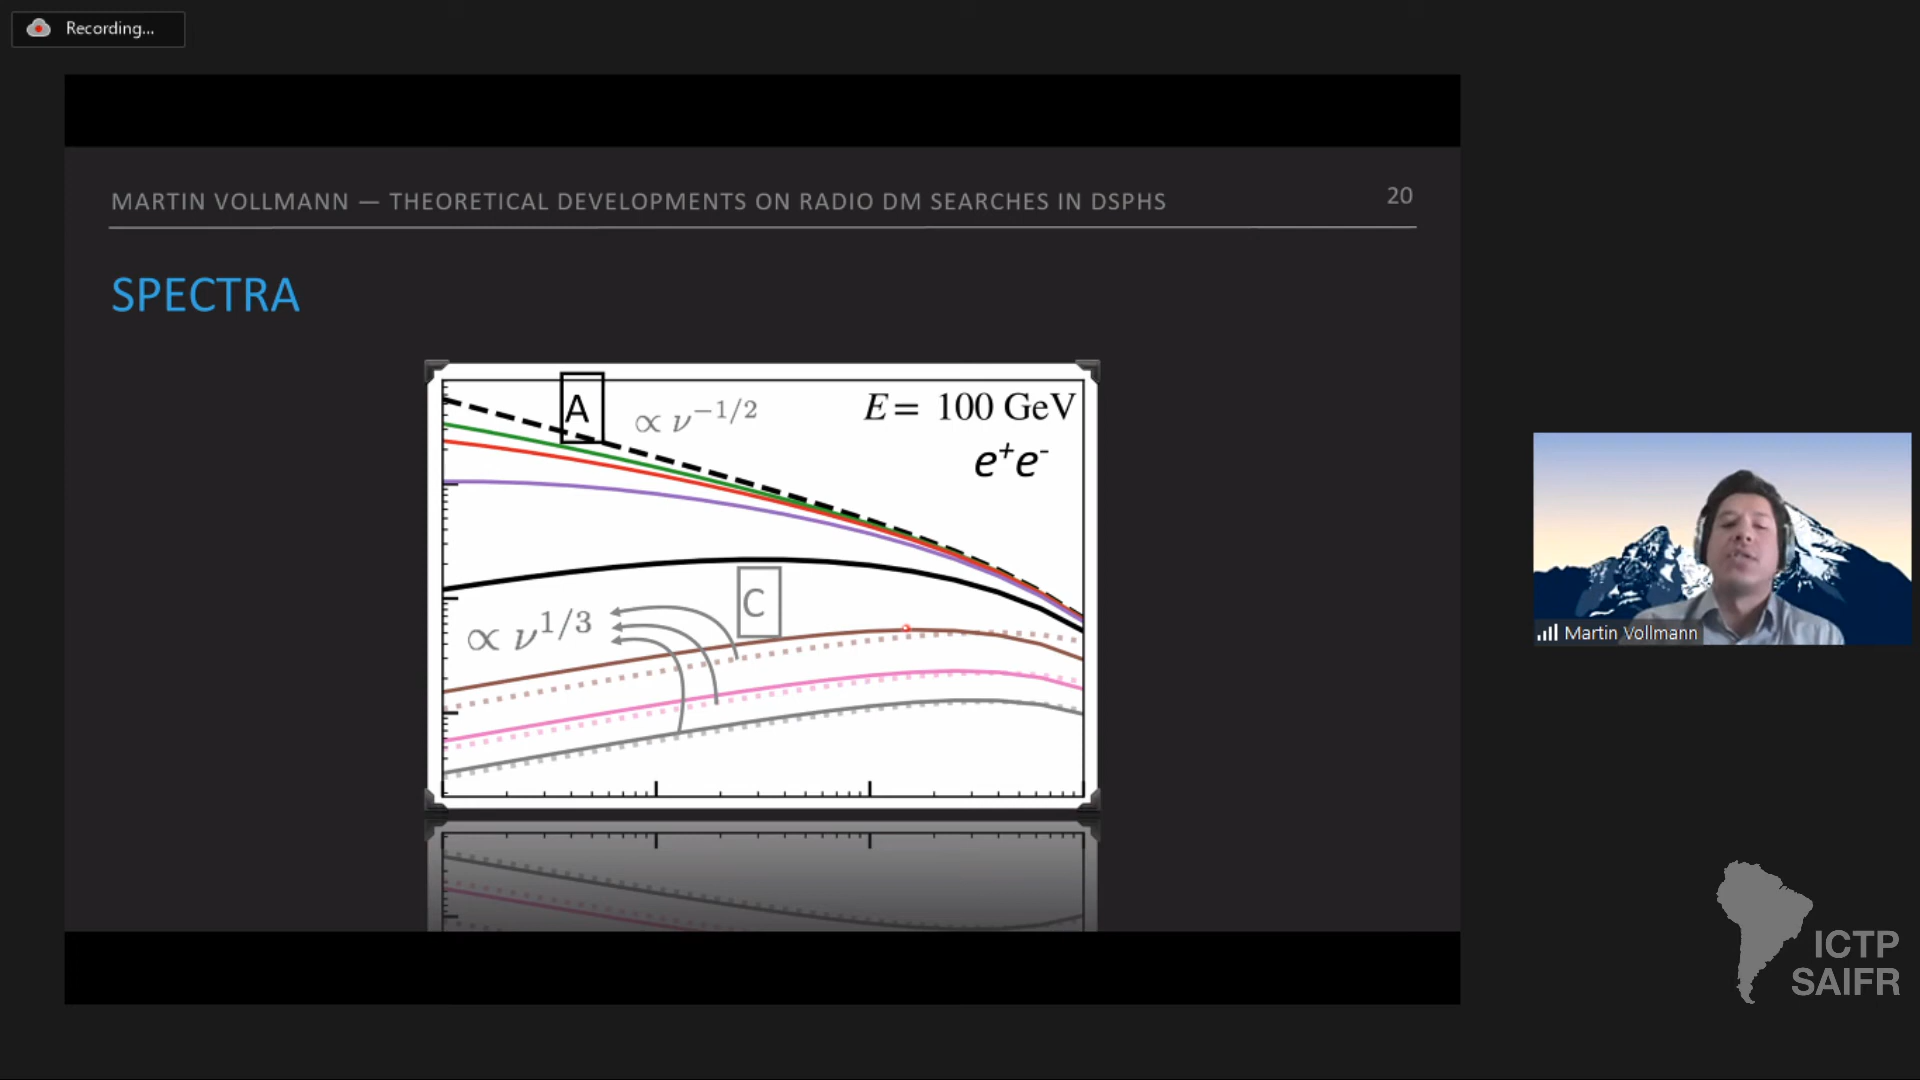 Recording...
MARTIN VOLLMANN — THEORETICAL DEVELOPMENTS ON RADIO DM SEARCHES IN DSPHS
20
SPECTRA
A
∝ ν^{-1/2}
E = 100 GeV
e⁺e⁻
C
∝ ν^{1/3}
Martin Vollmann
ICTP
SAIFR